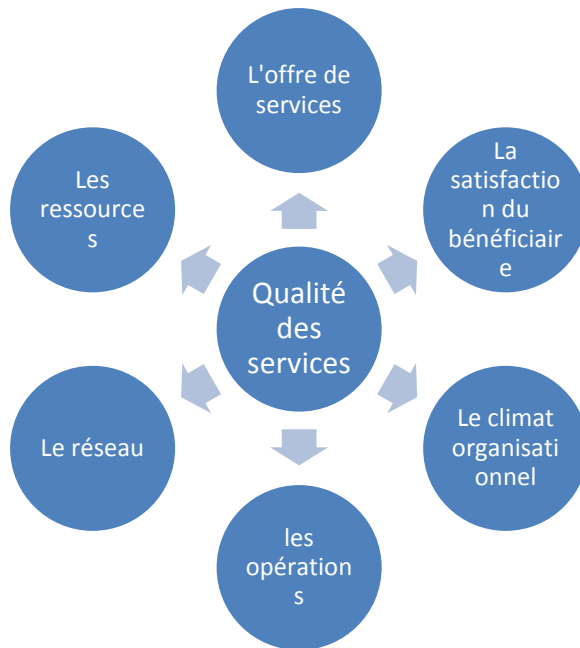 L'offre de
services
La
satisfactio
n du
bénéficiair
e
Le climat
organisati
onnel
les
opération
s
Le réseau
Les
ressource
s
Qualité
des
services